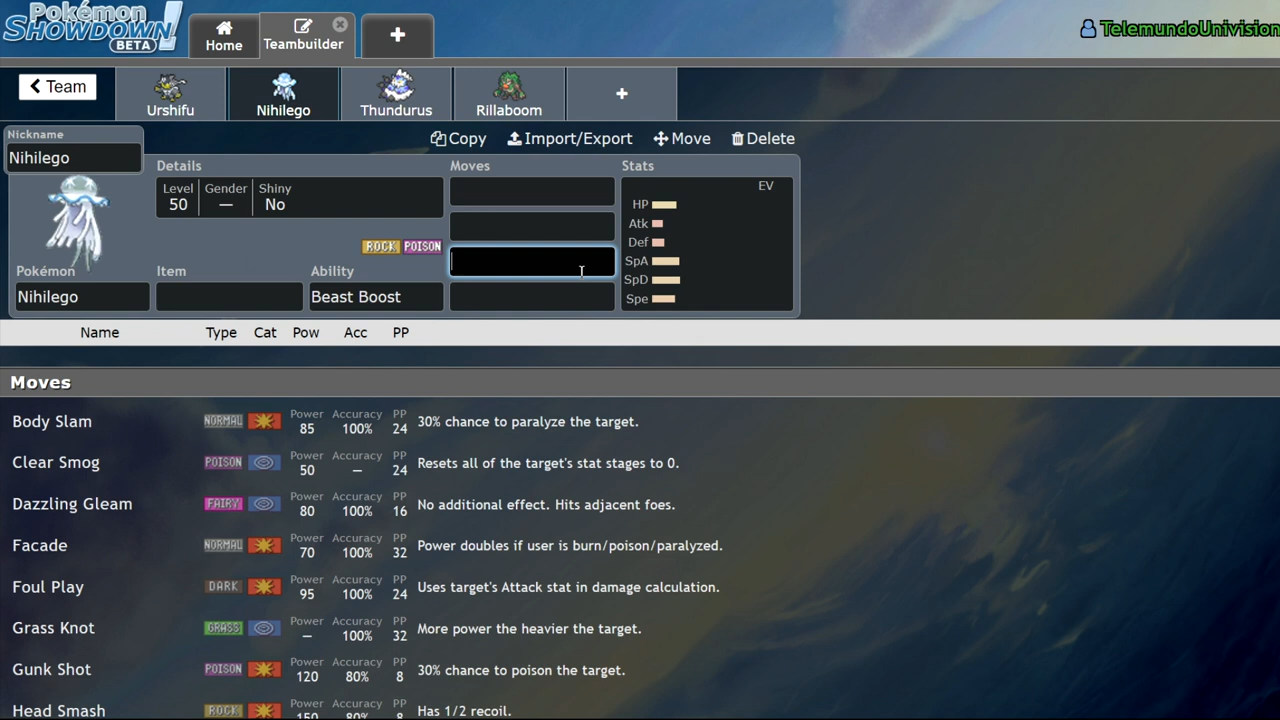 Pokémon
SHOWDOWN!
BETA
Home
Teambuilder
+
TelemundoUnivision
Team
Urshifu
Nihilego
Thundurus
Rillaboom
+
Nickname
Nihilego
Copy
Import/Export
Move
Delete
Details
Moves
Stats
Level
Gender
Shiny
50
—
No
EV
HP
Atk
Def
SpA
SpD
Spe
ROCK POISON
Pokémon
Item
Ability
Nihilego
Beast Boost
Name Type Cat Pow Acc PP
Moves
Body Slam NORMAL Power 85 Accuracy 100% PP 24 30% chance to paralyze the target.
Clear Smog POISON Power 50 Accuracy — PP 24 Resets all of the target's stat stages to 0.
Dazzling Gleam FAIRY Power 80 Accuracy 100% PP 16 No additional effect. Hits adjacent foes.
Facade NORMAL Power 70 Accuracy 100% PP 32 Power doubles if user is burn/poison/paralyzed.
Foul Play DARK Power 95 Accuracy 100% PP 24 Uses target's Attack stat in damage calculation.
Grass Knot GRASS Power — Accuracy 100% PP 32 More power the heavier the target.
Gunk Shot POISON Power 120 Accuracy 80% PP 8 30% chance to poison the target.
Head Smash ROCK Power 150 Accuracy 80% PP 8 Has 1/2 recoil.